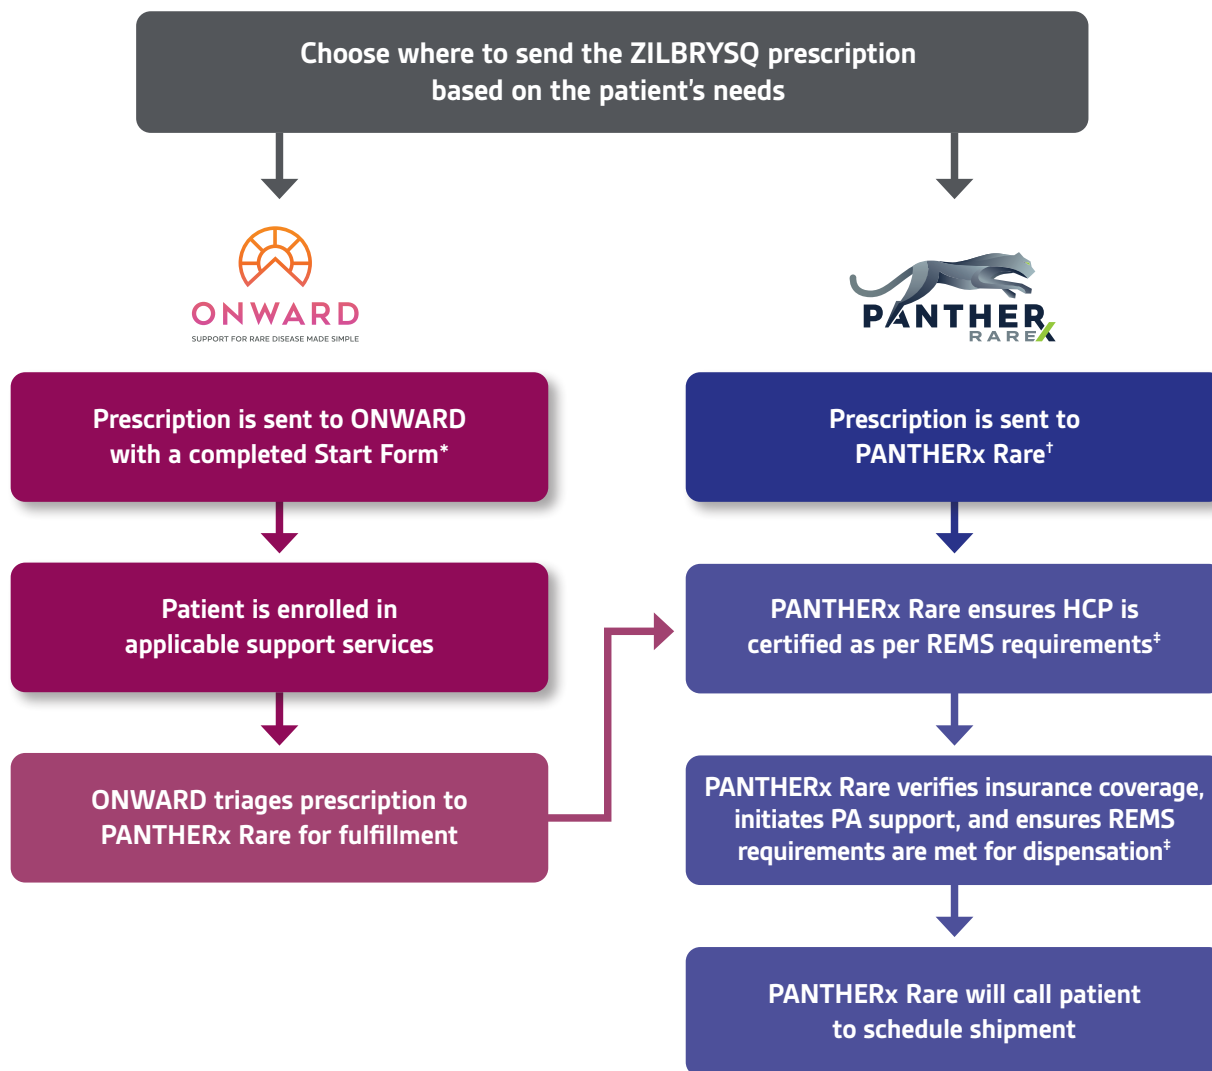 Choose where to send the ZILBRYSQ prescription
based on the patient's needs
ONWARD
SUPPORT FOR RARE DISEASE MADE SIMPLE
Prescription is sent to ONWARD
with a completed Start Form*
Patient is enrolled in
applicable support services
ONWARD triages prescription to
PANTHERx Rare for fulfillment
PANTHERX
RARE
Prescription is sent to
PANTHERx Rare†
PANTHERx Rare ensures HCP is
certified as per REMS requirements‡
PANTHERx Rare verifies insurance coverage,
initiates PA support, and ensures REMS
requirements are met for dispensation‡
PANTHERx Rare will call patient
to schedule shipment